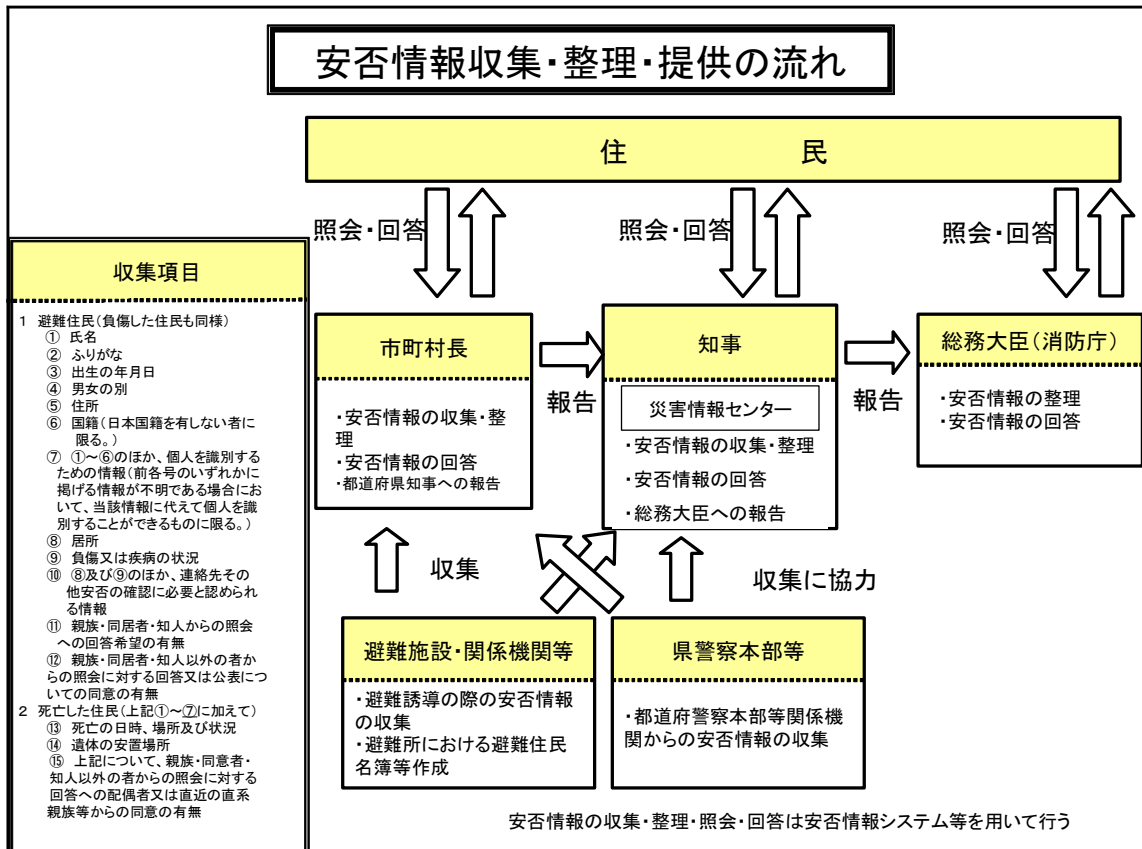 安否情報収集・整理・提供の流れ
住　　　民
照会・回答
照会・回答
照会・回答
収集項目
1　避難住民（負傷した住民も同様）
①　氏名
②　ふりがな
③　出生の年月日
④　男女の別
⑤　住所
⑥　国籍（日本国籍を有しない者に
限る。）
⑦　①～⑥のほか、個人を識別する
ための情報（前各号のいずれかに
掲げる情報が不明である場合にお
いて、当該情報に代えて個人を識
別することができるものに限る。）
⑧　居所
⑨　負傷又は疾病の状況
⑩　⑧及び⑨のほか、連絡先その
他安否の確認に必要と認められ
る情報
⑪　親族・同居者・知人からの照会
への回答希望の有無
⑫　親族・同居者・知人以外の者か
らの照会に対する回答又は公表につ
いての同意の有無
2　死亡した住民（上記①～⑦に加えて）
⑬　死亡の日時、場所及び状況
⑭　遺体の安置場所
⑮　上記について、親族・同意者・
知人以外の者からの照会に対する
回答への配偶者又は直近の直系
親族等からの同意の有無
市町村長
・安否情報の収集・整
理
・安否情報の回答
・都道府県知事への報告
報告
知事
災害情報センター
・安否情報の収集・整理
・安否情報の回答
・総務大臣への報告
報告
総務大臣（消防庁）
・安否情報の整理
・安否情報の回答
収集
収集に協力
避難施設・関係機関等
・避難誘導の際の安否情報
の収集
・避難所における避難住民
名簿等作成
県警察本部等
・都道府警察本部等関係機
関からの安否情報の収集
安否情報の収集・整理・照会・回答は安否情報システム等を用いて行う